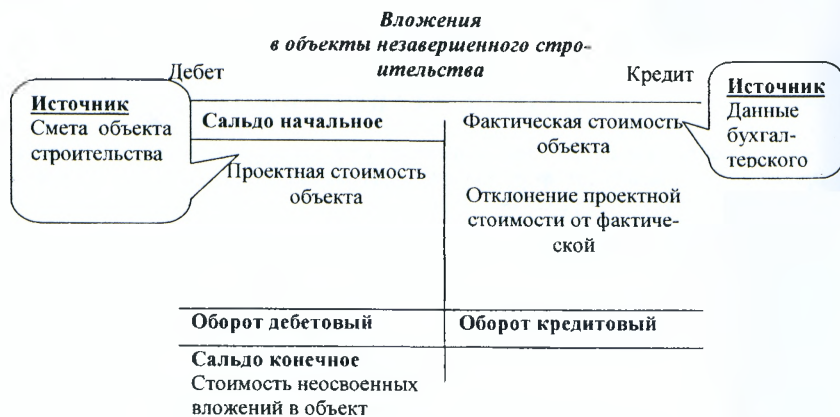 Вложения
в объекты незавершенного стро-
ительства
Дебет
Кредит
Источник
Смета объекта
строительства
Источник
Данные
бухгал-
терского
Сальдо начальное
Проектная стоимость
объекта
Фактическая стоимость
объекта
Отклонение проектной
стоимости от фактиче-
ской
Оборот дебетовый
Оборот кредитовый
Сальдо конечное
Стоимость неосвоенных
вложений в объект